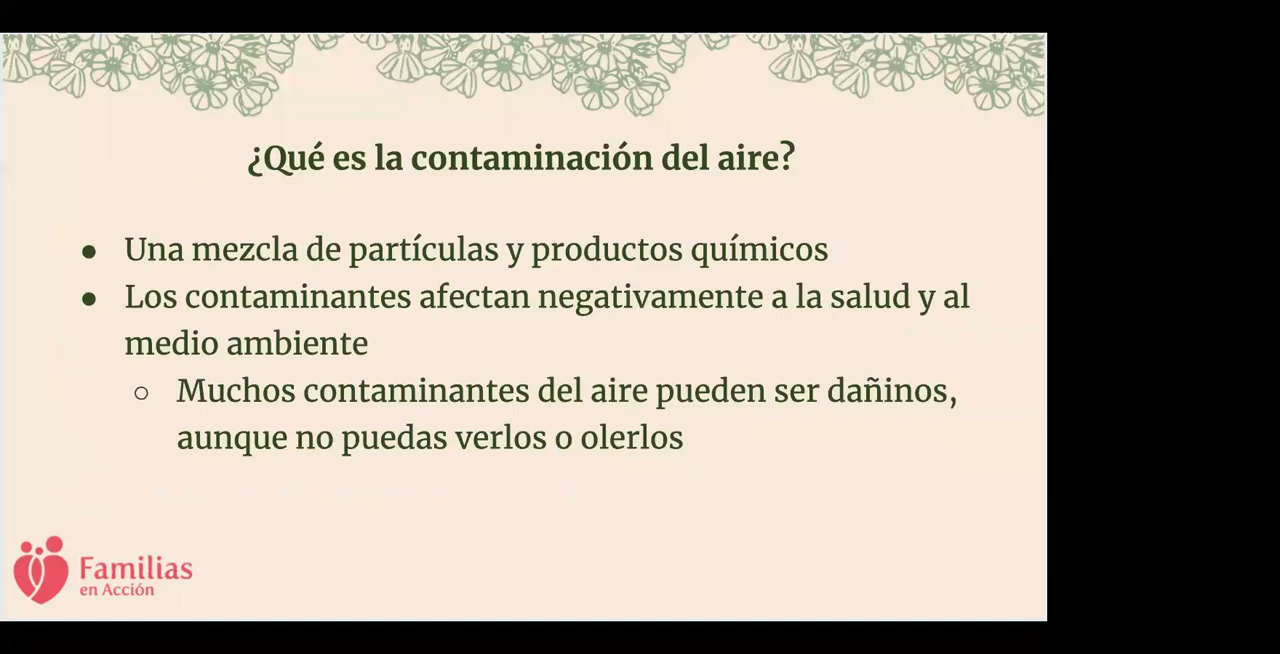 ¿Qué es la contaminación del aire?
● Una mezcla de partículas y productos químicos
● Los contaminantes afectan negativamente a la salud y al
medio ambiente
○ Muchos contaminantes del aire pueden ser dañinos,
aunque no puedas verlos o olerlos
Familias
en Acción